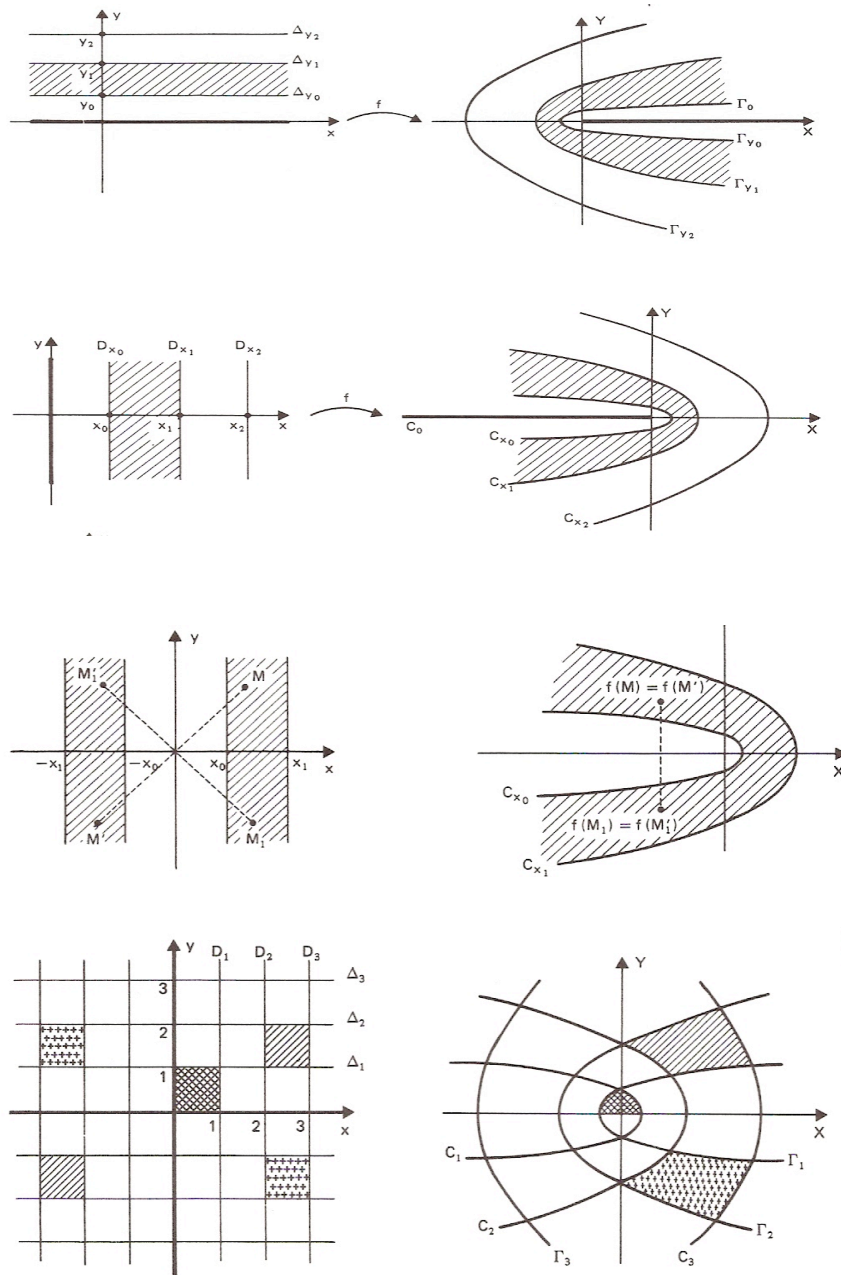 y
y₂ Δy₂
y₁ Δy₁
y₀ Δy₀
x
f
Y
Γ₀
X
Γy₀
Γy₁
Γy₂
y Dx₀ Dx₁ Dx₂
x₀ x₁ x₂ x
f
Y
C₀ X
Cx₀
Cx₁
Cx₂
y
M'₁ M
−x₁ −x₀ x₀ x₁ x
M' M₁
f(M) = f(M')
X
Cx₀
f(M₁) = f(M'₁)
Cx₁
y D₁ D₂ D₃
3 Δ₃
2 Δ₂
1 Δ₁
x
1 2 3
Y
X
C₁ Γ₁
C₂ Γ₂
Γ₃ C₃